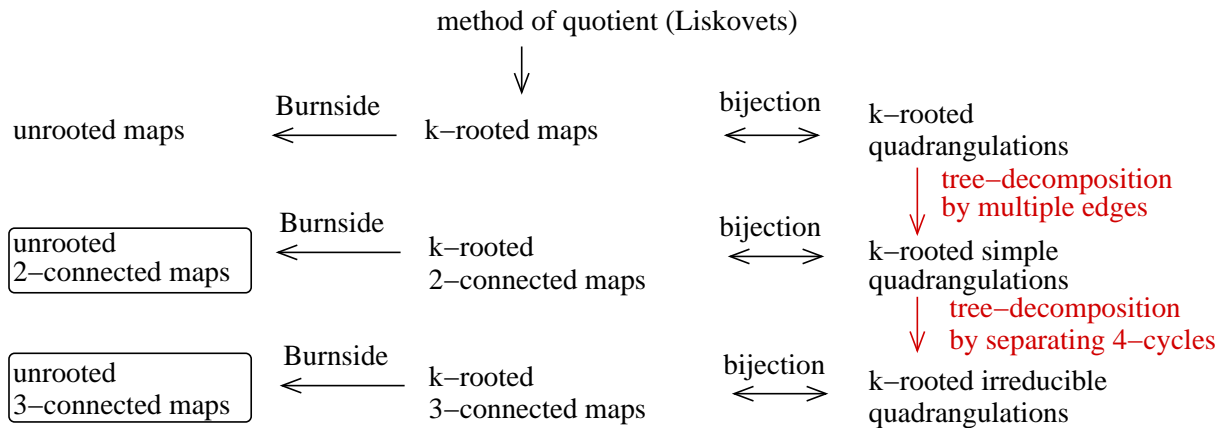 method of quotient (Liskovets)
Burnside
bijection
unrooted maps
k−rooted maps
k−rooted
quadrangulations
tree−decomposition
by multiple edges
Burnside
bijection
unrooted
2−connected maps
k−rooted
2−connected maps
k−rooted simple
quadrangulations
tree−decomposition
by separating 4−cycles
Burnside
bijection
unrooted
3−connected maps
k−rooted
3−connected maps
k−rooted irreducible
quadrangulations